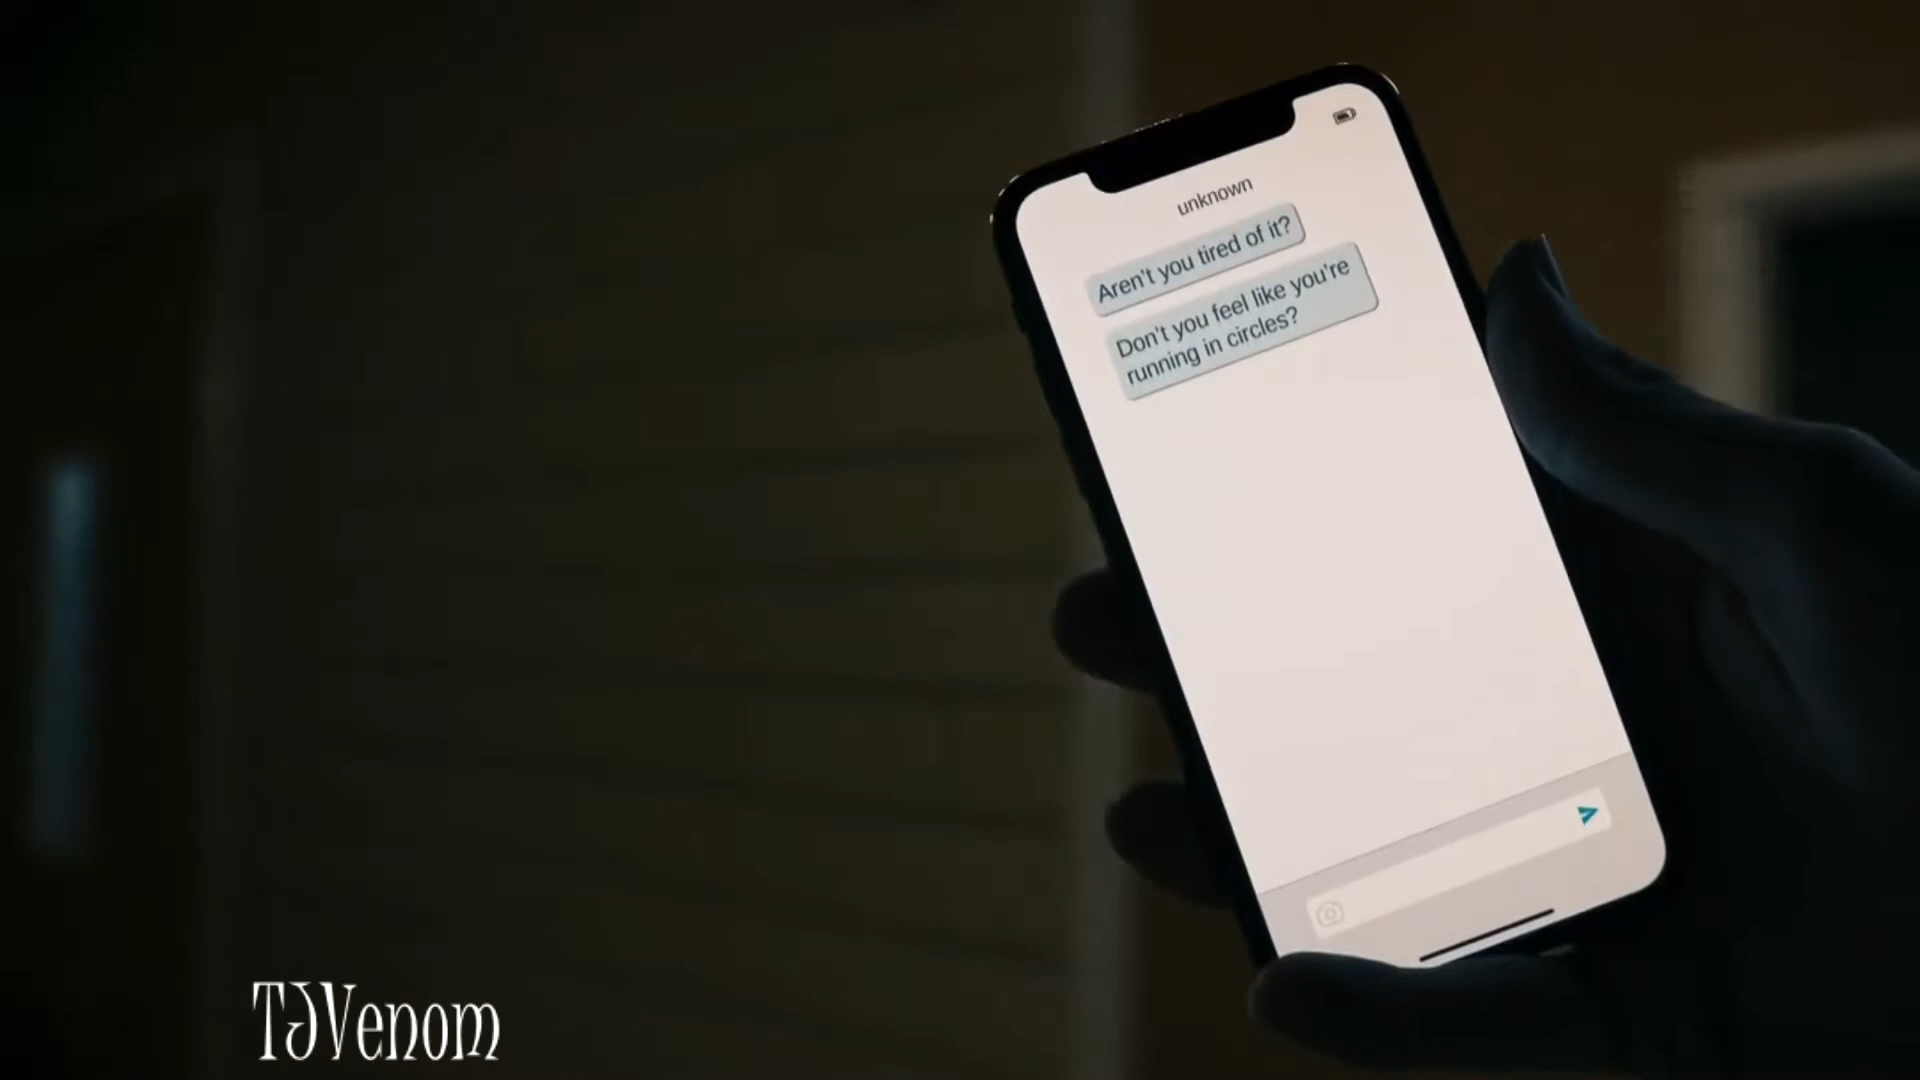 unknown
Aren't you tired of it?
Don't you feel like you're
running in circles?
TJVenom